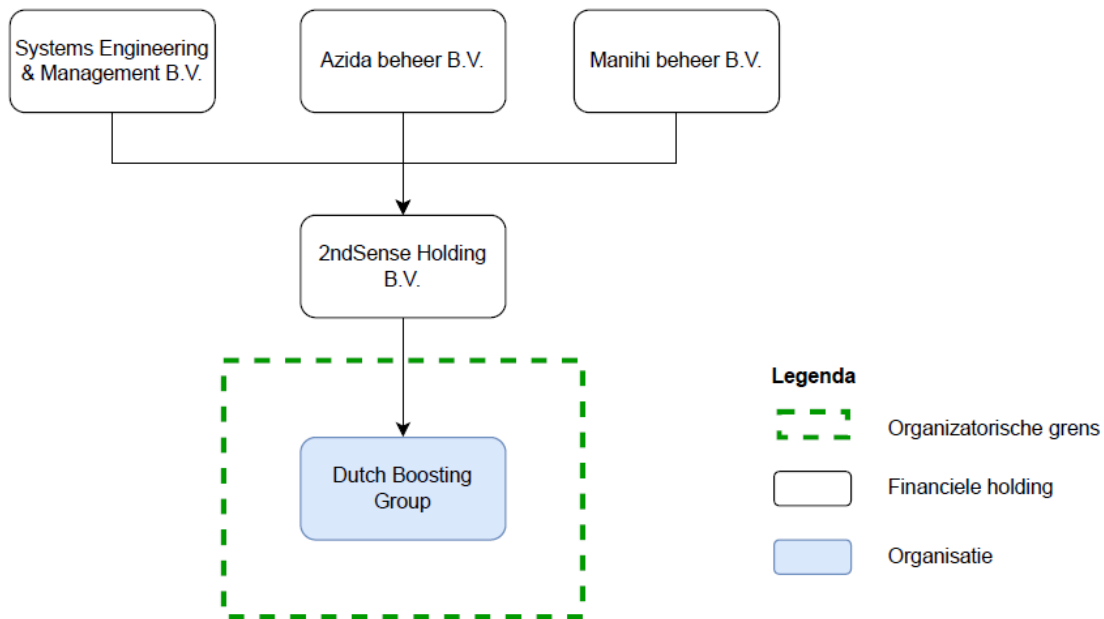 Systems Engineering
& Management B.V.
Azida beheer B.V.
Manihi beheer B.V.
2ndSense Holding
B.V.
Dutch Boosting
Group
Legenda
Organizatorische grens
Financiele holding
Organisatie